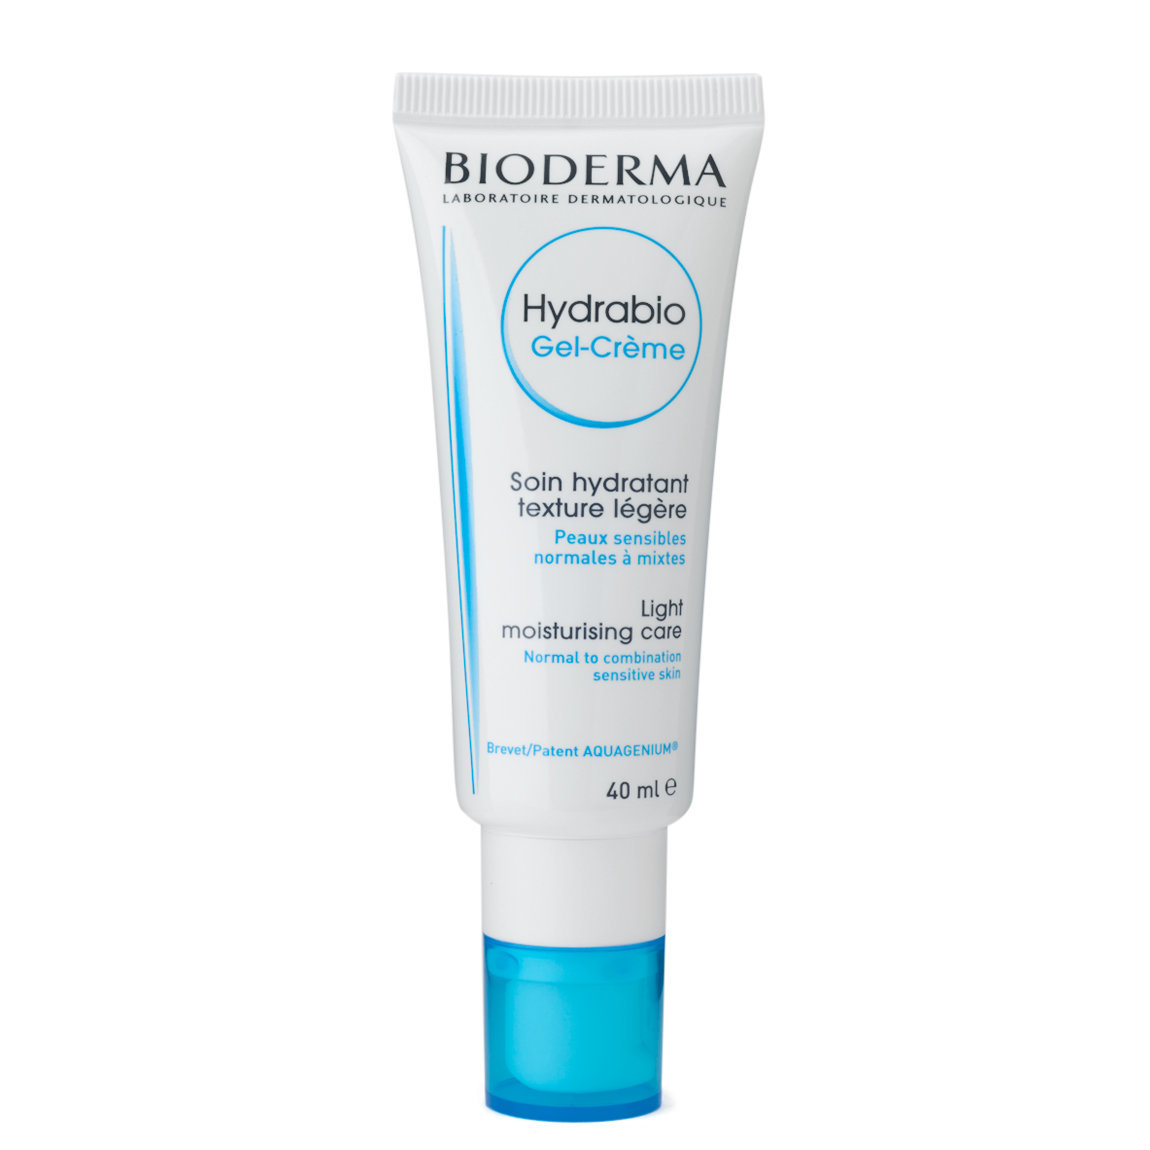 BIODERMA
LABORATOIRE DERMATOLOGIQUE
Hydrabio
Gel-Crème
Soin hydratant
texture légère
Peaux sensibles
normales à mixtes
Light
moisturising care
Normal to combination
sensitive skin
Brevet/Patent AQUAGENIUM®
40 ml ℮